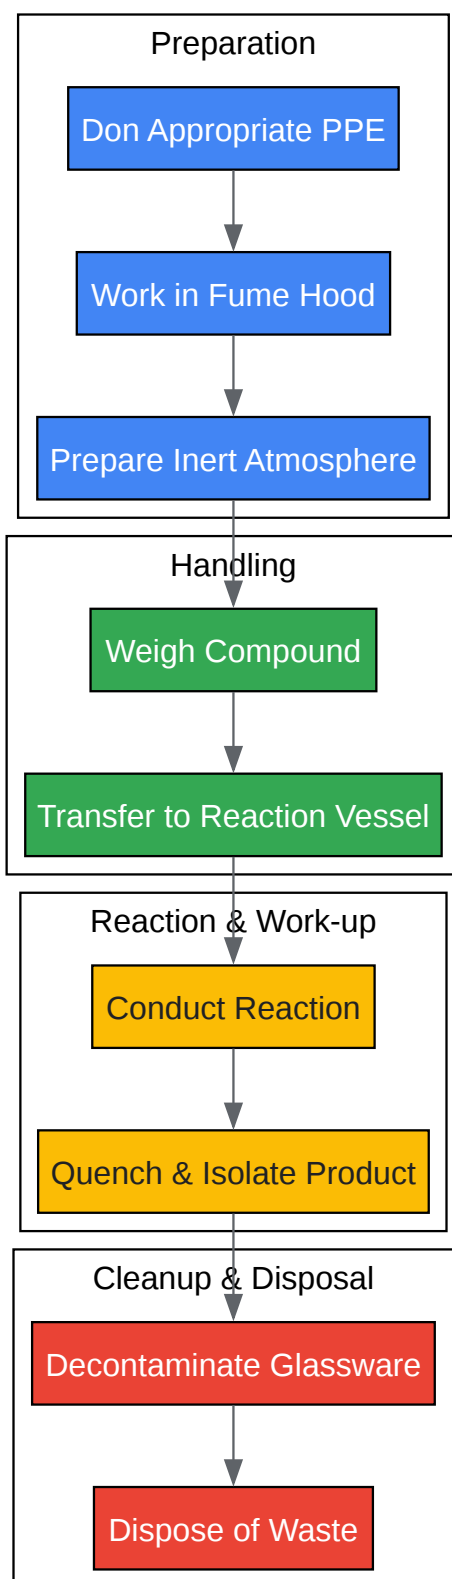 Preparation
Don Appropriate PPE
Work in Fume Hood
Prepare Inert Atmosphere
Handling
Weigh Compound
Transfer to Reaction Vessel
Reaction & Work-up
Conduct Reaction
Quench & Isolate Product
Cleanup & Disposal
Decontaminate Glassware
Dispose of Waste